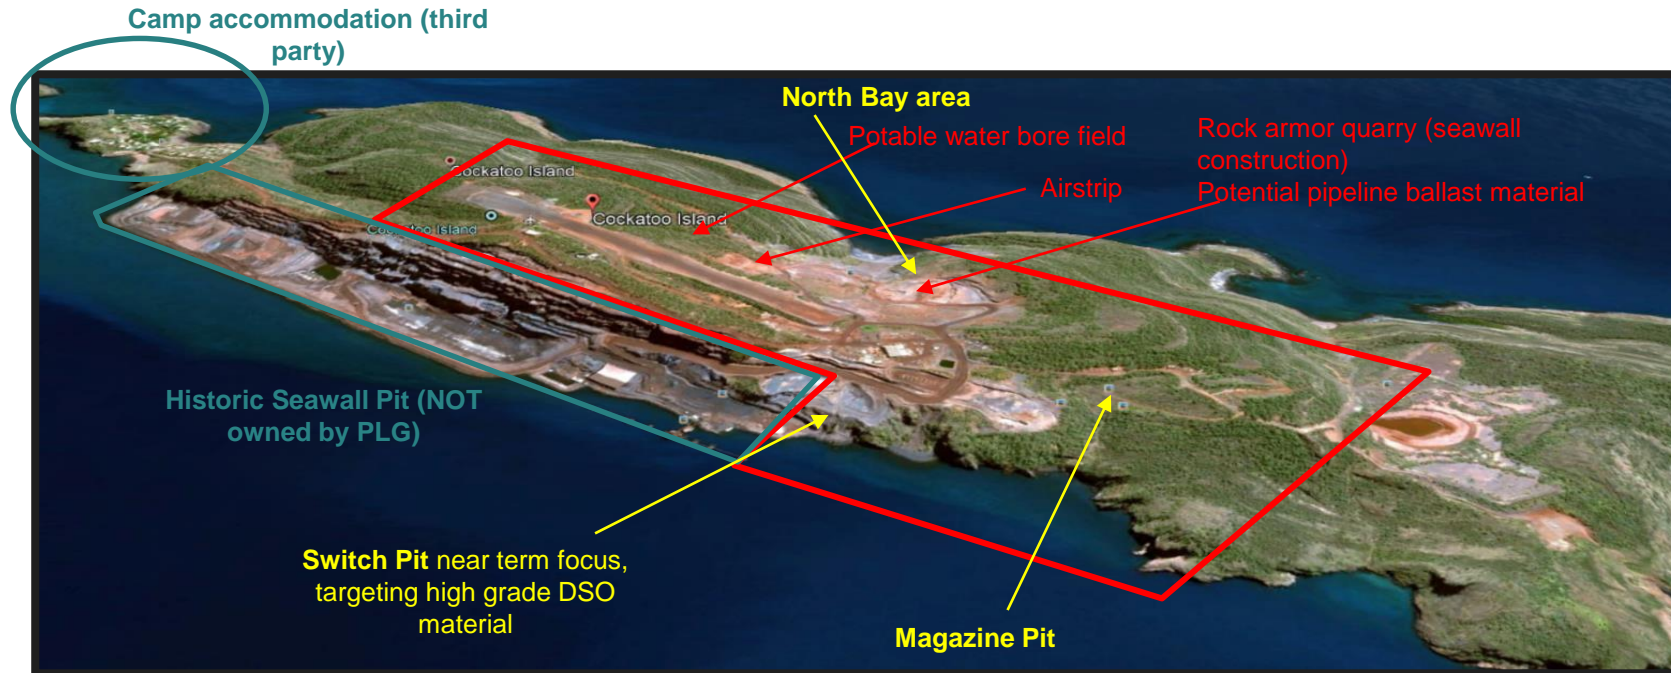 Camp accommodation (third
party)
North Bay area
Potable water bore field
Rock armor quarry (seawall
construction)
Airstrip
Potential pipeline ballast material
Cockatoo Island
Cockatoo Island
Cockatoo Island
Historic Seawall Pit (NOT
owned by PLG)
Switch Pit near term focus,
targeting high grade DSO
material
Magazine Pit